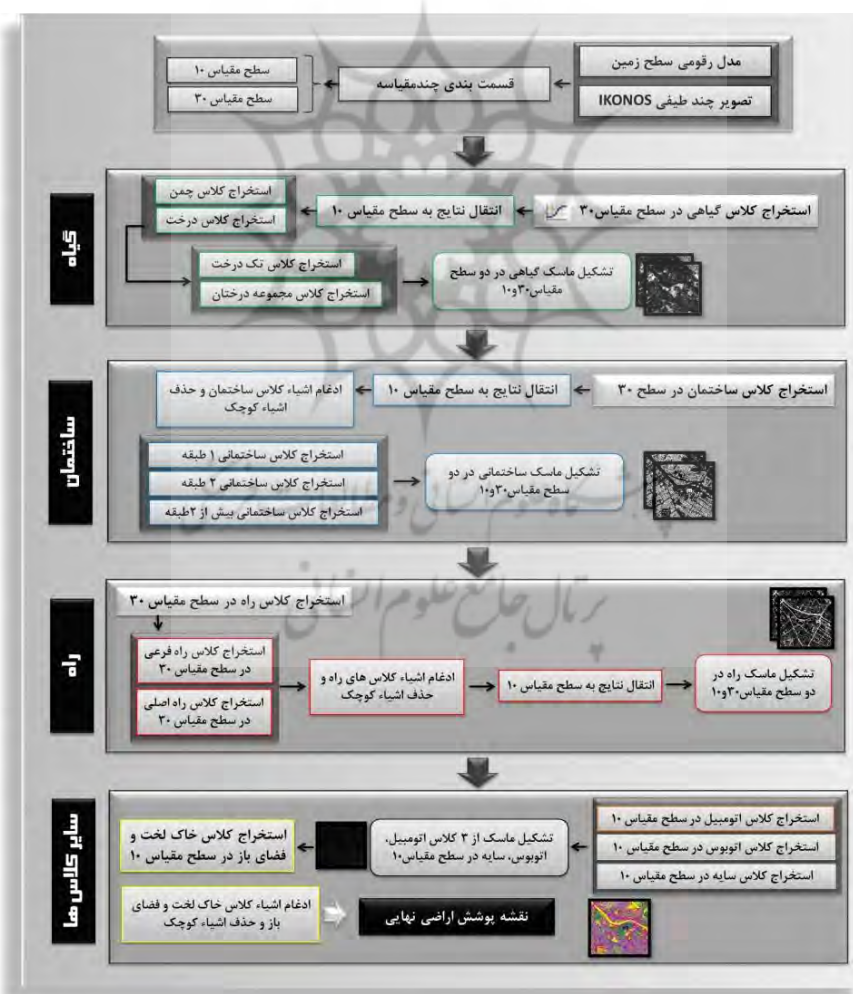 مدل رقومی سطح زمین
تصویر چند طیفی IKONOS
قسمت بندی چندمقیاسه
سطح مقیاس ۱۰
سطح مقیاس ۳۰
گیاه
استخراج کلاس گیاهی در سطح مقیاس۳۰
انتقال نتایج به سطح مقیاس ۱۰
استخراج کلاس چمن
استخراج کلاس درخت
استخراج کلاس تک درخت
استخراج کلاس مجموعه درختان
تشکیل ماسک گیاهی در دو سطح
مقیاس۳۰و۱۰
ساختمان
استخراج کلاس ساختمان در سطح ۳۰
انتقال نتایج به سطح مقیاس ۱۰
ادغام اشیاء کلاس ساختمان و حذف
اشیاء کوچک
استخراج کلاس ساختمانی ۱ طبقه
استخراج کلاس ساختمانی ۲ طبقه
استخراج کلاس ساختمانی بیش از ۲طبقه
تشکیل ماسک ساختمانی در دو
سطح مقیاس۳۰و۱۰
پرتال جامع علوم انسانی
راه
استخراج کلاس راه در سطح مقیاس ۳۰
استخراج کلاس راه فرعی
در سطح مقیاس ۳۰
استخراج کلاس راه اصلی
در سطح مقیاس ۳۰
ادغام اشیاء کلاس های راه و
حذف اشیاء کوچک
انتقال نتایج به سطح مقیاس ۱۰
تشکیل ماسک راه در
دو سطح مقیاس۳۰و۱۰
سایر کلاس ها
استخراج کلاس اتومبیل در سطح مقیاس ۱۰
استخراج کلاس اتوبوس در سطح مقیاس ۱۰
استخراج کلاس سایه در سطح مقیاس ۱۰
تشکیل ماسک از ۳ کلاس اتومبیل،
اتوبوس، سایه در سطح مقیاس۱۰
استخراج کلاس خاک لخت و
فضای باز در سطح مقیاس ۱۰
ادغام اشیاء کلاس خاک لخت و فضای
باز و حذف اشیاء کوچک
نقشه پوشش اراضی نهایی